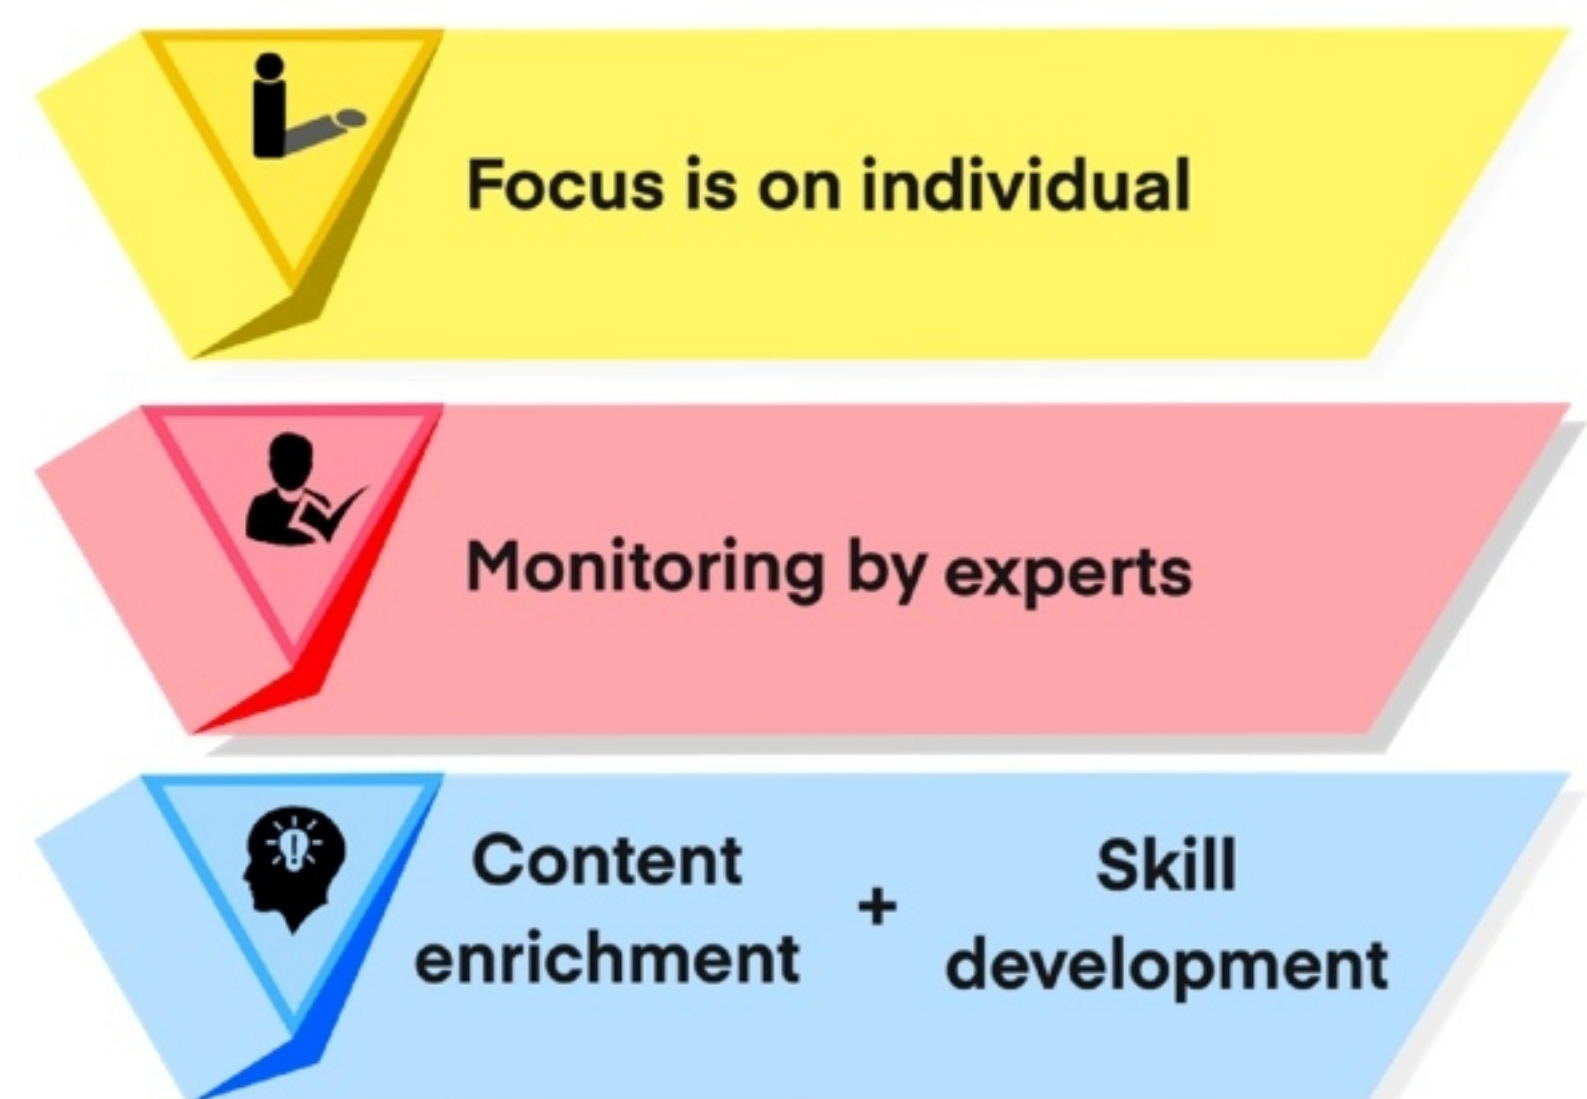 Focus is on individual
Monitoring by experts
Content
enrichment
+
Skill
development